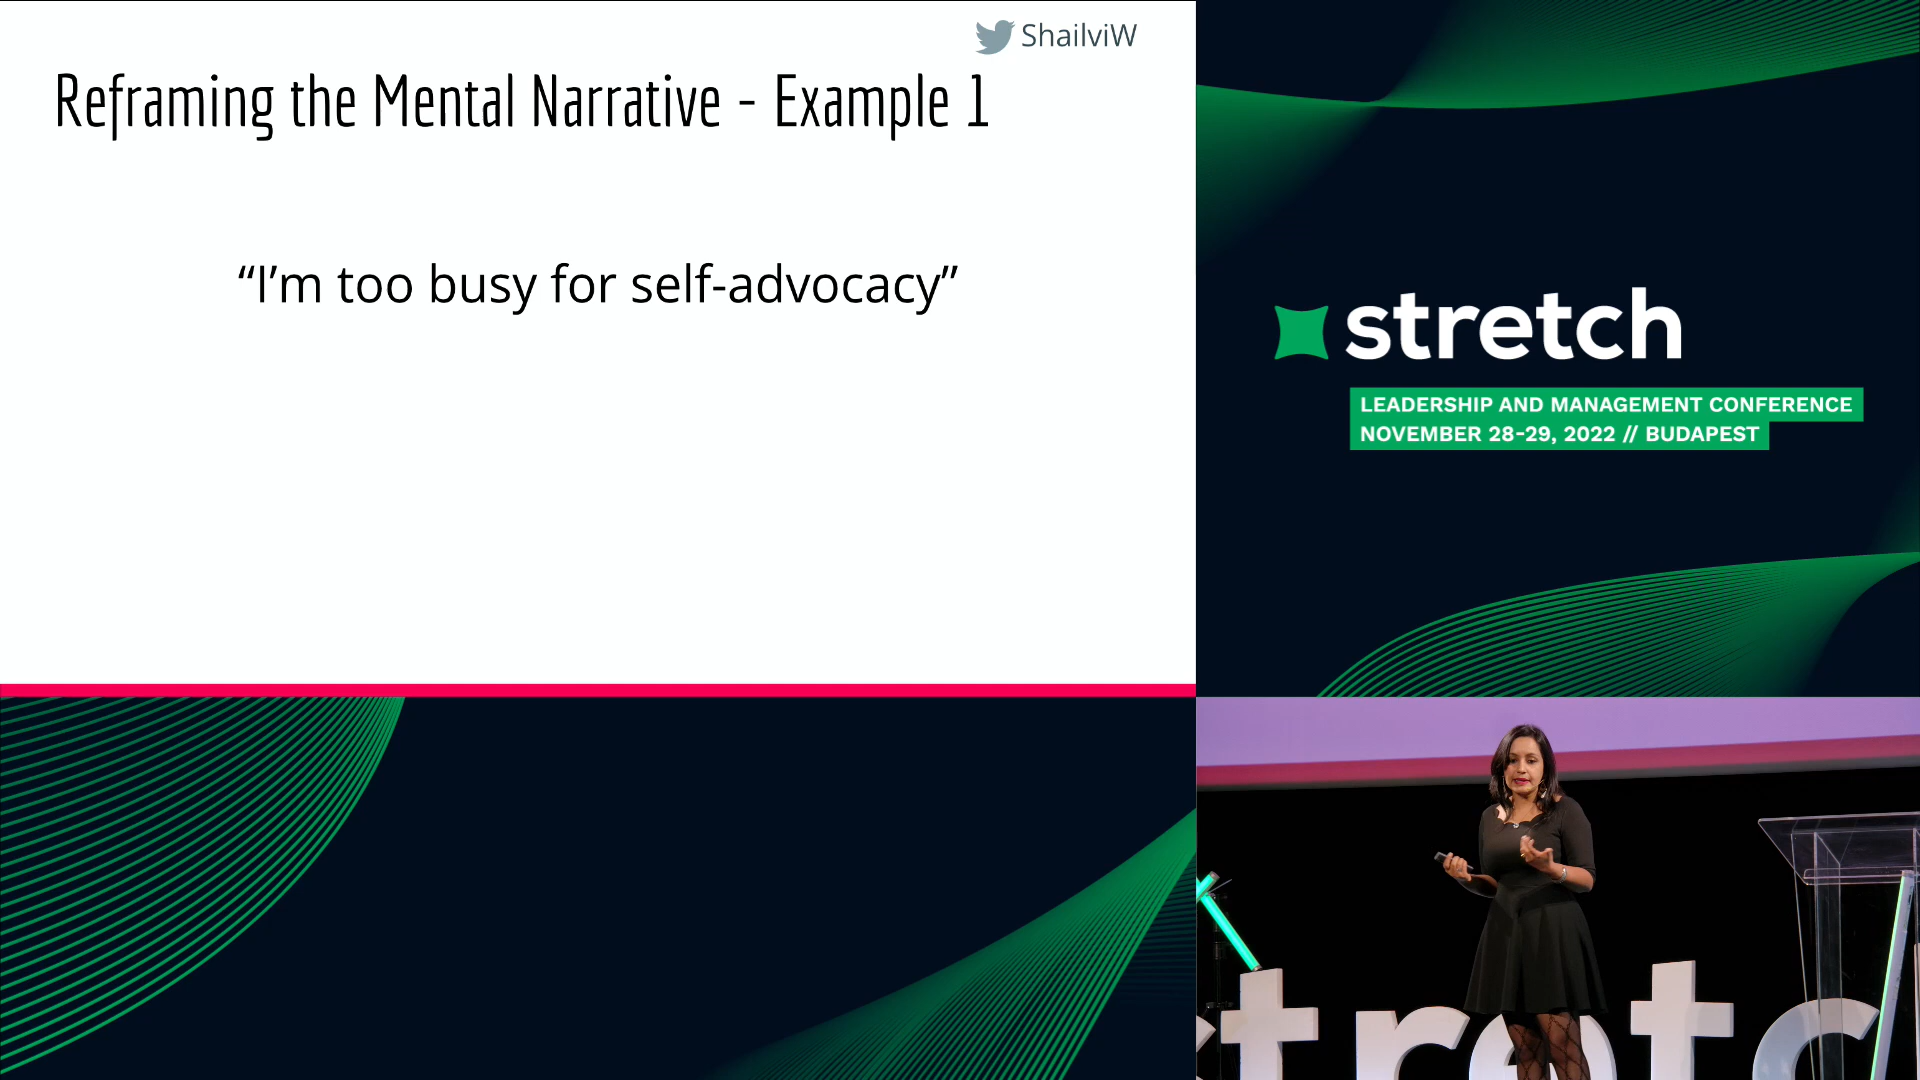 ShailviW
Reframing the Mental Narrative - Example 1
“I’m too busy for self-advocacy”
stretch
LEADERSHIP AND MANAGEMENT CONFERENCE
NOVEMBER 28-29, 2022 // BUDAPEST
stretc